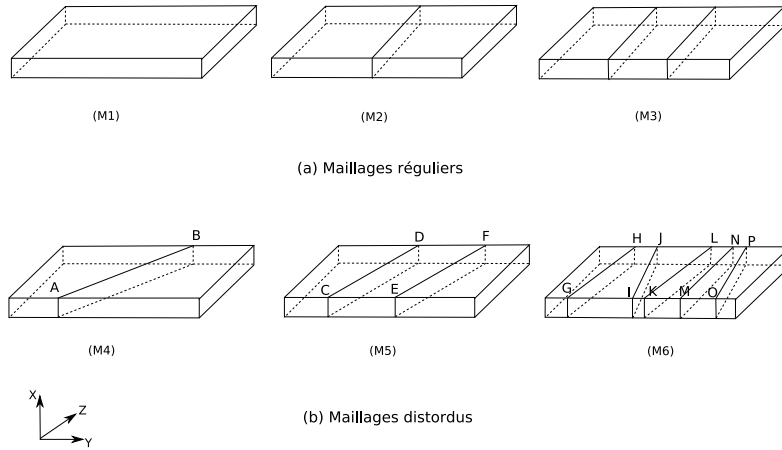 (M1) (M2) (M3)
(a) Maillages réguliers
B D F H J L N P
A C E G I K M O
(M4) (M5) (M6)
X Z Y
(b) Maillages distordus